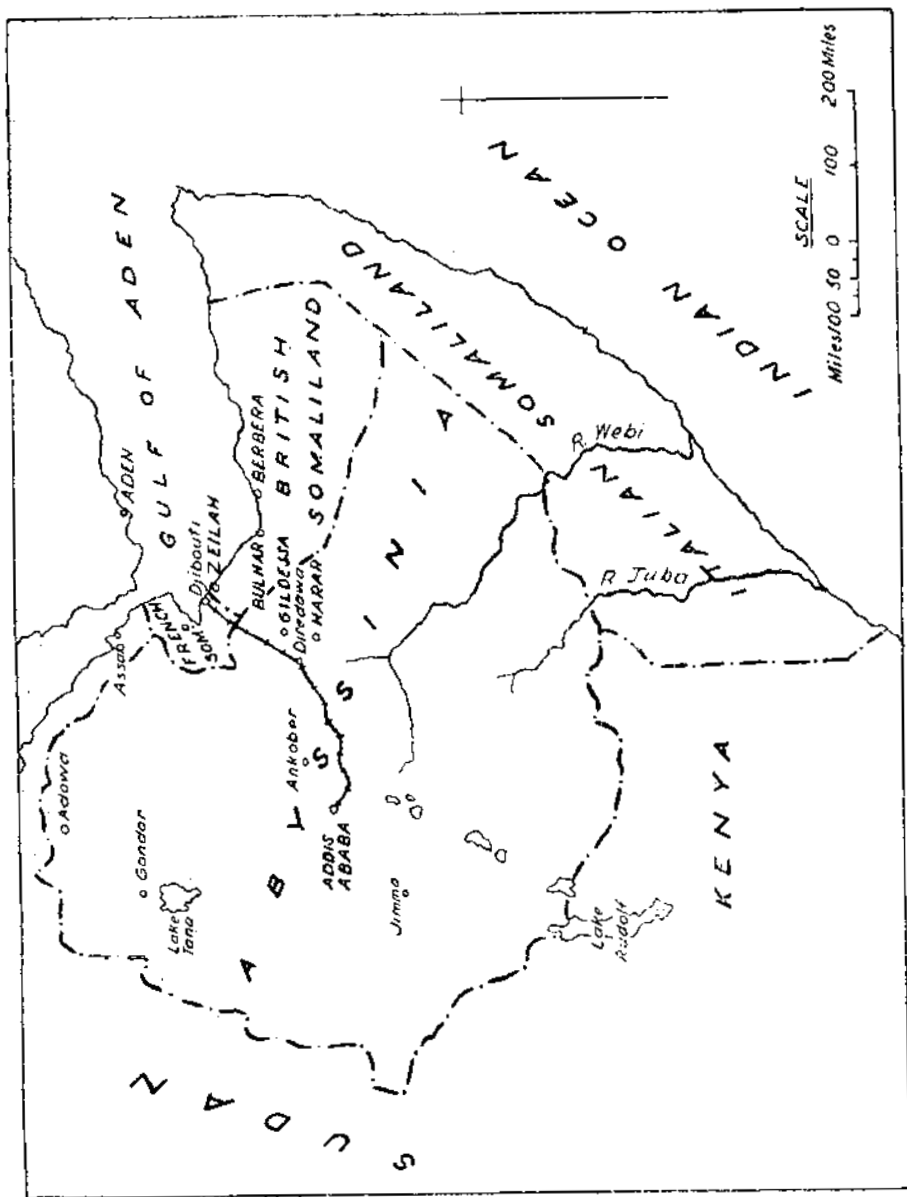 GULF OF ADEN
ADEN
Assab
FRENCH
SOM.
Djibouti
ZEILAH
BULHAR
BERBERA
GILDESSA
Diredawa
HARAR
BRITISH
SOMALILAND
Adowa
Gondar
Lake
Tana
Ankober
ADDIS
ABABA
Jimma
ABYSSINIA
SUDAN
Lake
Rudolf
KENYA
R. Webi
R. Juba
ITALIAN SOMALILAND
INDIAN OCEAN
SCALE
Miles100 50 0 100 200 Miles